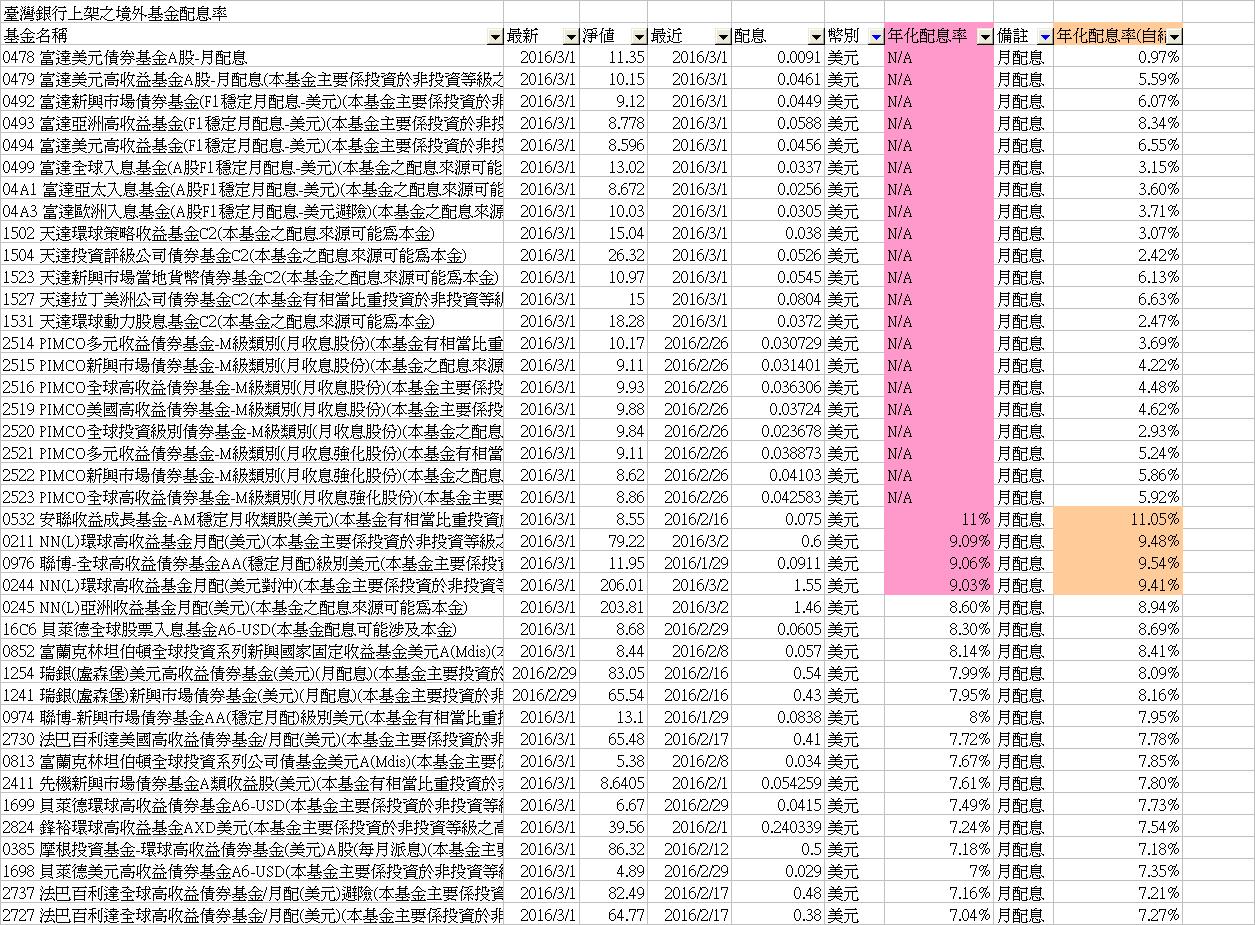 臺灣銀行上架之境外基金配息率
基金名稱 最新 淨值 最近 配息 幣別 年化配息率 備註 年化配息率(自
0478 富達美元債券基金A股-月配息 2016/3/1 11.35 2016/3/1 0.0091 美元 N/A 月配息 0.97%
0479 富達美元高收益基金A股-月配息(本基金主要係投資於非投資等級之 2016/3/1 10.15 2016/3/1 0.0461 美元 N/A 月配息 5.59%
0492 富達新興市場債券基金(F1穩定月配息-美元)(本基金主要係投資於非 2016/3/1 9.12 2016/3/1 0.0449 美元 N/A 月配息 6.07%
0493 富達亞洲高收益基金(F1穩定月配息-美元)(本基金主要係投資於非投 2016/3/1 8.778 2016/3/1 0.0588 美元 N/A 月配息 8.34%
0494 富達美元高收益基金(F1穩定月配息-美元)(本基金主要係投資於非投 2016/3/1 8.596 2016/3/1 0.0456 美元 N/A 月配息 6.55%
0499 富達全球入息基金(A股F1穩定月配息-美元)(本基金之配息來源可能 2016/3/1 13.02 2016/3/1 0.0337 美元 N/A 月配息 3.15%
04A1 富達亞太入息基金(A股F1穩定月配息-美元)(本基金之配息來源可能 2016/3/1 8.672 2016/3/1 0.0256 美元 N/A 月配息 3.60%
04A3 富達歐洲入息基金(A股F1穩定月配息-美元避險)(本基金之配息來源 2016/3/1 10.03 2016/3/1 0.0305 美元 N/A 月配息 3.71%
1502 天達環球策略收益基金C2(本基金之配息來源可能為本金) 2016/3/1 15.04 2016/3/1 0.038 美元 N/A 月配息 3.07%
1504 天達投資評級公司債券基金C2(本基金之配息來源可能為本金) 2016/3/1 26.32 2016/3/1 0.0526 美元 N/A 月配息 2.42%
1523 天達新興市場當地貨幣債券基金C2(本基金之配息來源可能為本金) 2016/3/1 10.97 2016/3/1 0.0545 美元 N/A 月配息 6.13%
1527 天達拉丁美洲公司債券基金C2(本基金有相當比重投資於非投資等級 2016/3/1 15 2016/3/1 0.0804 美元 N/A 月配息 6.63%
1531 天達環球動力股息基金C2(本基金之配息來源可能為本金) 2016/3/1 18.28 2016/3/1 0.0372 美元 N/A 月配息 2.47%
2514 PIMCO多元收益債券基金-M級類別(月收息股份)(本基金有相當比重 2016/3/1 10.17 2016/2/26 0.030729 美元 N/A 月配息 3.69%
2515 PIMCO新興市場債券基金-M級類別(月收息股份)(本基金之配息來源 2016/3/1 9.11 2016/2/26 0.031401 美元 N/A 月配息 4.22%
2516 PIMCO全球高收益債券基金-M級類別(月收息股份)(本基金主要係投 2016/3/1 9.93 2016/2/26 0.036306 美元 N/A 月配息 4.48%
2519 PIMCO美國高收益債券基金-M級類別(月收息股份)(本基金主要係投 2016/3/1 9.88 2016/2/26 0.03724 美元 N/A 月配息 4.62%
2520 PIMCO全球投資級別債券基金-M級類別(月收息股份)(本基金之配息 2016/3/1 9.84 2016/2/26 0.023678 美元 N/A 月配息 2.93%
2521 PIMCO多元收益債券基金-M級類別(月收息強化股份)(本基金有相當 2016/3/1 9.11 2016/2/26 0.038873 美元 N/A 月配息 5.24%
2522 PIMCO新興市場債券基金-M級類別(月收息強化股份)(本基金之配息 2016/3/1 8.62 2016/2/26 0.04103 美元 N/A 月配息 5.86%
2523 PIMCO全球高收益債券基金-M級類別(月收息強化股份)(本基金主要 2016/3/1 8.86 2016/2/26 0.042583 美元 N/A 月配息 5.92%
0532 安聯收益成長基金-AM穩定月收類股(美元)(本基金有相當比重投資 2016/3/1 8.55 2016/2/16 0.075 美元 11% 月配息 11.05%
0211 NN(L)環球高收益基金月配(美元)(本基金主要係投資於非投資等級之 2016/3/1 79.22 2016/3/2 0.6 美元 9.09% 月配息 9.48%
0976 聯博-全球高收益債券基金AA(穩定月配)級別美元(本基金主要係投 2016/3/1 11.95 2016/1/29 0.0911 美元 9.06% 月配息 9.54%
0244 NN(L)環球高收益基金月配(美元對沖)(本基金主要係投資於非投資等 2016/3/1 206.01 2016/3/2 1.55 美元 9.03% 月配息 9.41%
0245 NN(L)亞洲收益基金月配(美元)(本基金之配息來源可能為本金) 2016/3/1 203.81 2016/3/2 1.46 美元 8.60% 月配息 8.94%
16C6 貝萊德全球股票入息基金A6-USD(本基金配息可能涉及本金) 2016/3/1 8.68 2016/2/29 0.0605 美元 8.30% 月配息 8.69%
0852 富蘭克林坦伯頓全球投資系列新興國家固定收益基金美元A(Mdis)(本 2016/3/1 8.44 2016/2/8 0.057 美元 8.14% 月配息 8.41%
1254 瑞銀(盧森堡)美元高收益債券基金(美元)(月配息)(本基金主要投資於 2016/2/29 83.05 2016/2/16 0.54 美元 7.99% 月配息 8.09%
1241 瑞銀(盧森堡)新興市場債券基金(美元)(月配息)(本基金主要投資於非 2016/2/29 65.54 2016/2/16 0.43 美元 7.95% 月配息 8.16%
0974 聯博-新興市場債券基金AA(穩定月配)級別美元(本基金有相當比重投 2016/3/1 13.1 2016/1/29 0.0838 美元 8% 月配息 7.95%
2730 法巴百利達美國高收益債券基金/月配(美元)(本基金主要係投資於非 2016/3/1 65.48 2016/2/17 0.41 美元 7.72% 月配息 7.78%
0813 富蘭克林坦伯頓全球投資系列公司債基金美元A(Mdis)(本基金主要係 2016/3/1 5.38 2016/2/8 0.034 美元 7.67% 月配息 7.85%
2411 先機新興市場債券基金A類收益股(美元)(本基金有相當比重投資於非 2016/3/1 8.6405 2016/2/1 0.054259 美元 7.61% 月配息 7.80%
1699 貝萊德環球高收益債券基金A6-USD(本基金主要係投資於非投資等級 2016/3/1 6.67 2016/2/29 0.0415 美元 7.49% 月配息 7.73%
2824 鋒裕環球高收益基金AXD美元(本基金主要係投資於非投資等級之高 2016/3/1 39.56 2016/2/1 0.240339 美元 7.24% 月配息 7.54%
0385 摩根投資基金-環球高收益債券基金(美元)A股(每月派息)(本基金主要 2016/3/1 86.32 2016/2/12 0.5 美元 7.18% 月配息 7.18%
1698 貝萊德美元高收益債券基金A6-USD(本基金主要係投資於非投資等級 2016/3/1 4.89 2016/2/29 0.029 美元 7% 月配息 7.35%
2737 法巴百利達全球高收益債券基金/月配(美元)避險(本基金主要係投資 2016/3/1 82.49 2016/2/17 0.48 美元 7.16% 月配息 7.21%
2727 法巴百利達全球高收益債券基金/月配(美元)(本基金主要係投資於非 2016/3/1 64.77 2016/2/17 0.38 美元 7.04% 月配息 7.27%